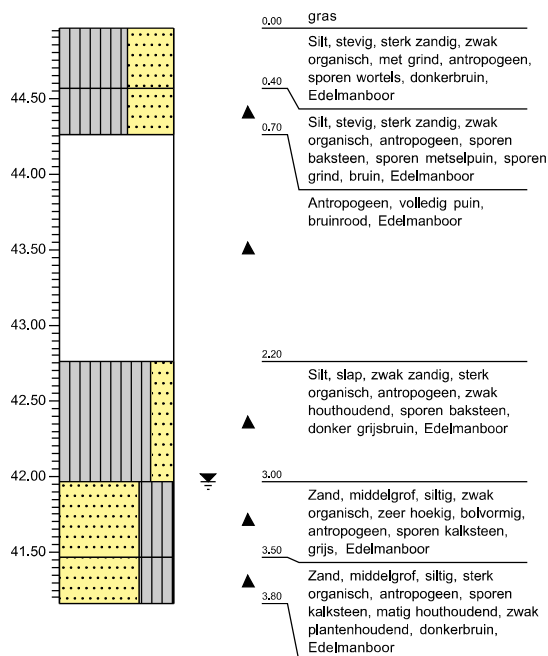 0.00 gras
Silt, stevig, sterk zandig, zwak
organisch, met grind, antropogeen,
sporen wortels, donkerbruin,
Edelmanboor
44.50
0.40
Silt, stevig, sterk zandig, zwak
organisch, antropogeen, sporen
baksteen, sporen metselpuin, sporen
grind, bruin, Edelmanboor
0.70
44.00
Antropogeen, volledig puin,
bruinrood, Edelmanboor
43.50
43.00
2.20
Silt, slap, zwak zandig, sterk
organisch, antropogeen, zwak
houthoudend, sporen baksteen,
donker grijsbruin, Edelmanboor
42.50
42.00
3.00
Zand, middelgrof, siltig, zwak
organisch, zeer hoekig, bolvormig,
antropogeen, sporen kalksteen,
grijs, Edelmanboor
41.50
3.50
Zand, middelgrof, siltig, sterk
organisch, antropogeen, sporen
kalksteen, matig houthoudend, zwak
plantenhoudend, donkerbruin,
Edelmanboor
3.80